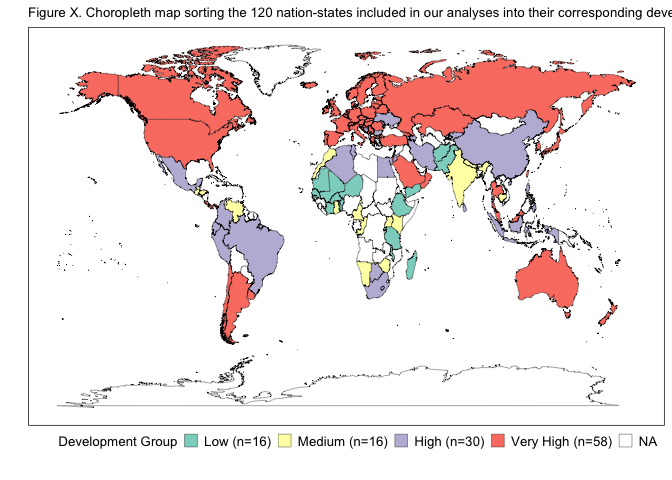 Figure X. Choropleth map sorting the 120 nation-states included in our analyses into their corresponding deve
Development Group Low (n=16) Medium (n=16) High (n=30) Very High (n=58) NA